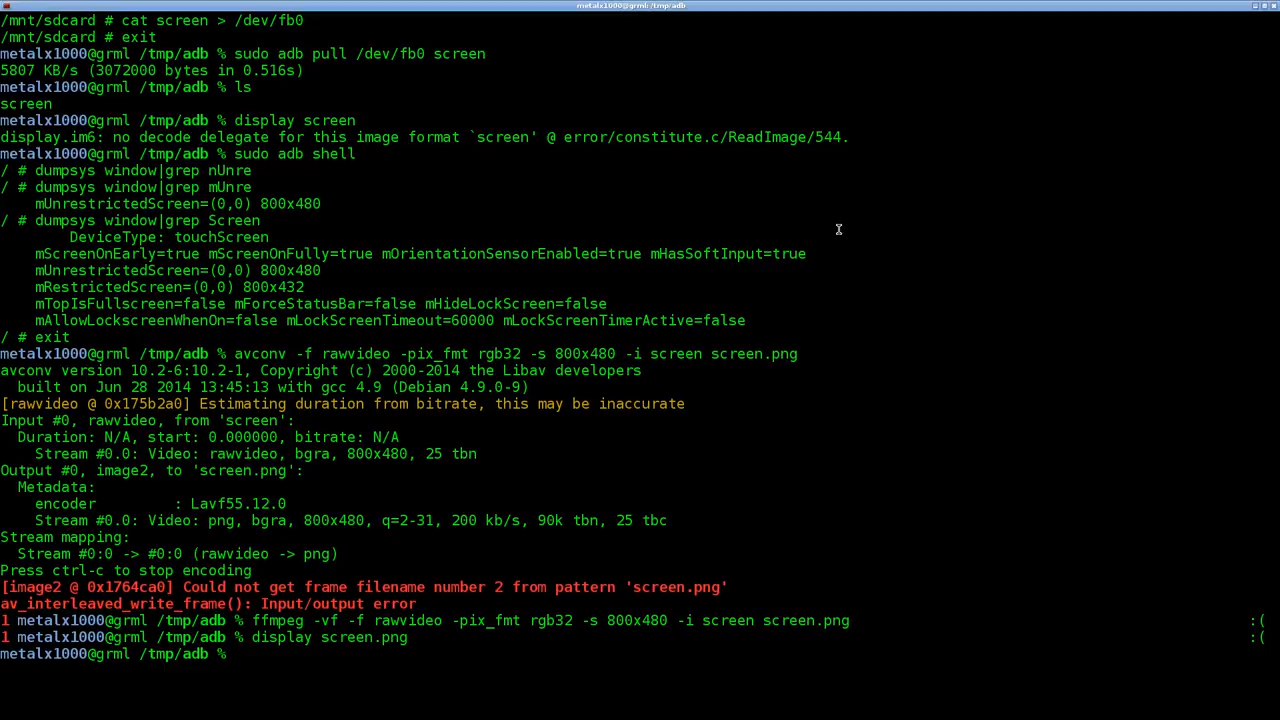 metalx1000@grml:/tmp/adb
/mnt/sdcard # cat screen > /dev/fb0
/mnt/sdcard # exit
metalx1000@grml /tmp/adb % sudo adb pull /dev/fb0 screen
5807 KB/s (3072000 bytes in 0.516s)
metalx1000@grml /tmp/adb % ls
screen
metalx1000@grml /tmp/adb % display screen
display.im6: no decode delegate for this image format `screen' @ error/constitute.c/ReadImage/544.
metalx1000@grml /tmp/adb % sudo adb shell
/ # dumpsys window|grep nUnre
/ # dumpsys window|grep mUnre
    mUnrestrictedScreen=(0,0) 800x480
/ # dumpsys window|grep Screen
        DeviceType: touchScreen
    mScreenOnEarly=true mScreenOnFully=true mOrientationSensorEnabled=true mHasSoftInput=true
    mUnrestrictedScreen=(0,0) 800x480
    mRestrictedScreen=(0,0) 800x432
    mTopIsFullscreen=false mForceStatusBar=false mHideLockScreen=false
    mAllowLockscreenWhenOn=false mLockScreenTimeout=60000 mLockScreenTimerActive=false
/ # exit
metalx1000@grml /tmp/adb % avconv -f rawvideo -pix_fmt rgb32 -s 800x480 -i screen screen.png
avconv version 10.2-6:10.2-1, Copyright (c) 2000-2014 the Libav developers
  built on Jun 28 2014 13:45:13 with gcc 4.9 (Debian 4.9.0-9)
[rawvideo @ 0x175b2a0] Estimating duration from bitrate, this may be inaccurate
Input #0, rawvideo, from 'screen':
  Duration: N/A, start: 0.000000, bitrate: N/A
    Stream #0.0: Video: rawvideo, bgra, 800x480, 25 tbn
Output #0, image2, to 'screen.png':
  Metadata:
    encoder         : Lavf55.12.0
    Stream #0.0: Video: png, bgra, 800x480, q=2-31, 200 kb/s, 90k tbn, 25 tbc
Stream mapping:
  Stream #0:0 -> #0:0 (rawvideo -> png)
Press ctrl-c to stop encoding
[image2 @ 0x1764ca0] Could not get frame filename number 2 from pattern 'screen.png'
av_interleaved_write_frame(): Input/output error
1 metalx1000@grml /tmp/adb % ffmpeg -vf -f rawvideo -pix_fmt rgb32 -s 800x480 -i screen screen.png :(
1 metalx1000@grml /tmp/adb % display screen.png :(
metalx1000@grml /tmp/adb %